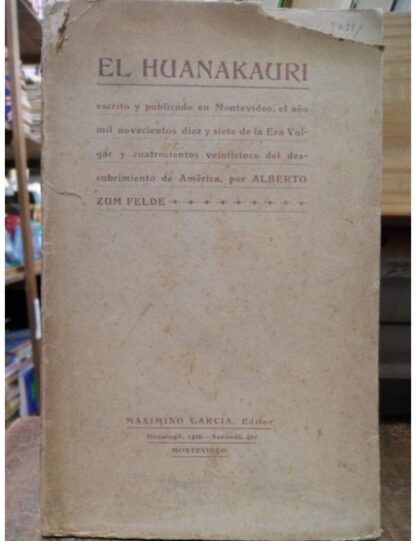 EL HUANAKAURI
escrito y publicado en Montevideo, el año
mil novecientos diez y siete de la Era Vul-
gar y cuatrocientos veinticinco del des-
cubrimiento de América, por ALBERTO
ZUM FELDE
MAXIMINO GARCIA, Editor
Sarandí,
MONTEVIDEO